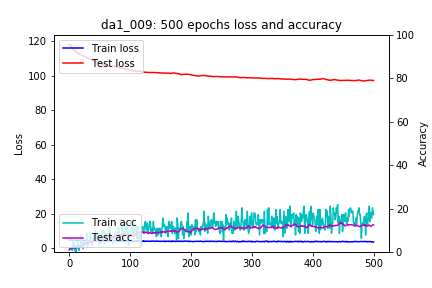 da1_009: 500 epochs loss and accuracy
Train loss
Test loss
Train acc
Test acc
Loss
Accuracy
120
100
80
60
40
20
0
100
80
60
40
20
0
0
100
200
300
400
500